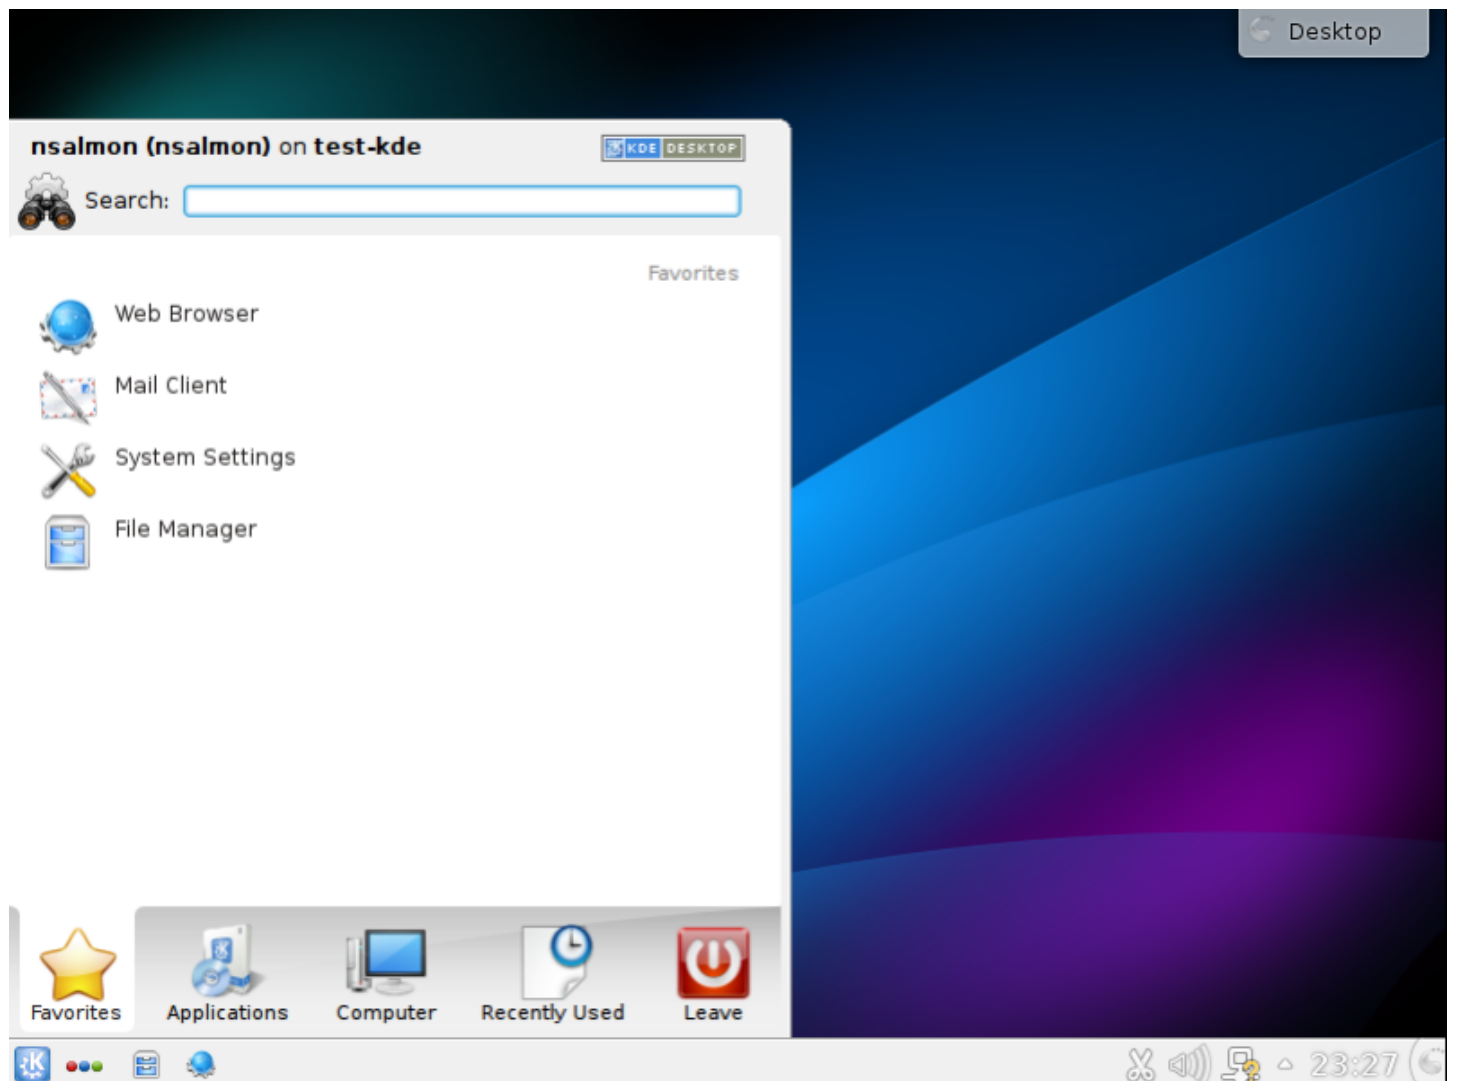 Desktop
nsalmon (nsalmon) on test-kde
KDE DESKTOP
Search:
Favorites
Web Browser
Mail Client
System Settings
File Manager
Favorites
Applications
Computer
Recently Used
Leave
23:27